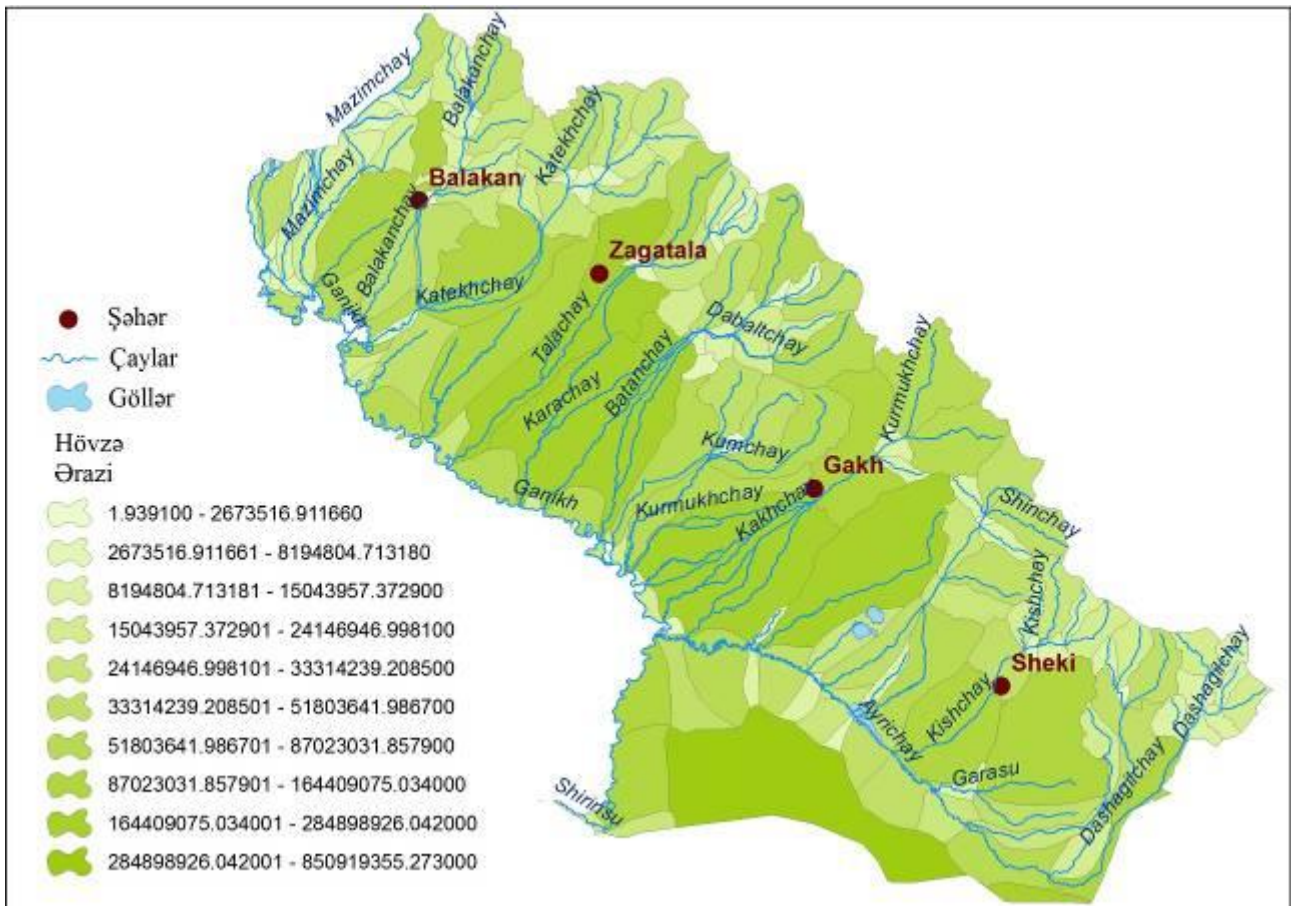 Mazimchay
Balakanchay
Katekhchay
Balakan
Mazimchay
Balakanchay
Zagatala
Ganikh
Katekhchay
Talachay
Dabaltchay
Karachay
Batanchay
Kurmukhchay
Kumchay
Gakh
Ganikh
Kurmukhchay
Kakhchay
Shinchay
Kishchay
Sheki
Dashagilchay
Kishchay
Ayrichay
Garasu
Dashagilchay
Shirinsu
Şəhər
Çaylar
Göllər
Hövzə
Ərazi
1.939100 - 2673516.911660
2673516.911661 - 8194804.713180
8194804.713181 - 15043957.372900
15043957.372901 - 24146946.998100
24146946.998101 - 33314239.208500
33314239.208501 - 51803641.986700
51803641.986701 - 87023031.857900
87023031.857901 - 164409075.034000
164409075.034001 - 284898926.042000
284898926.042001 - 850919355.273000